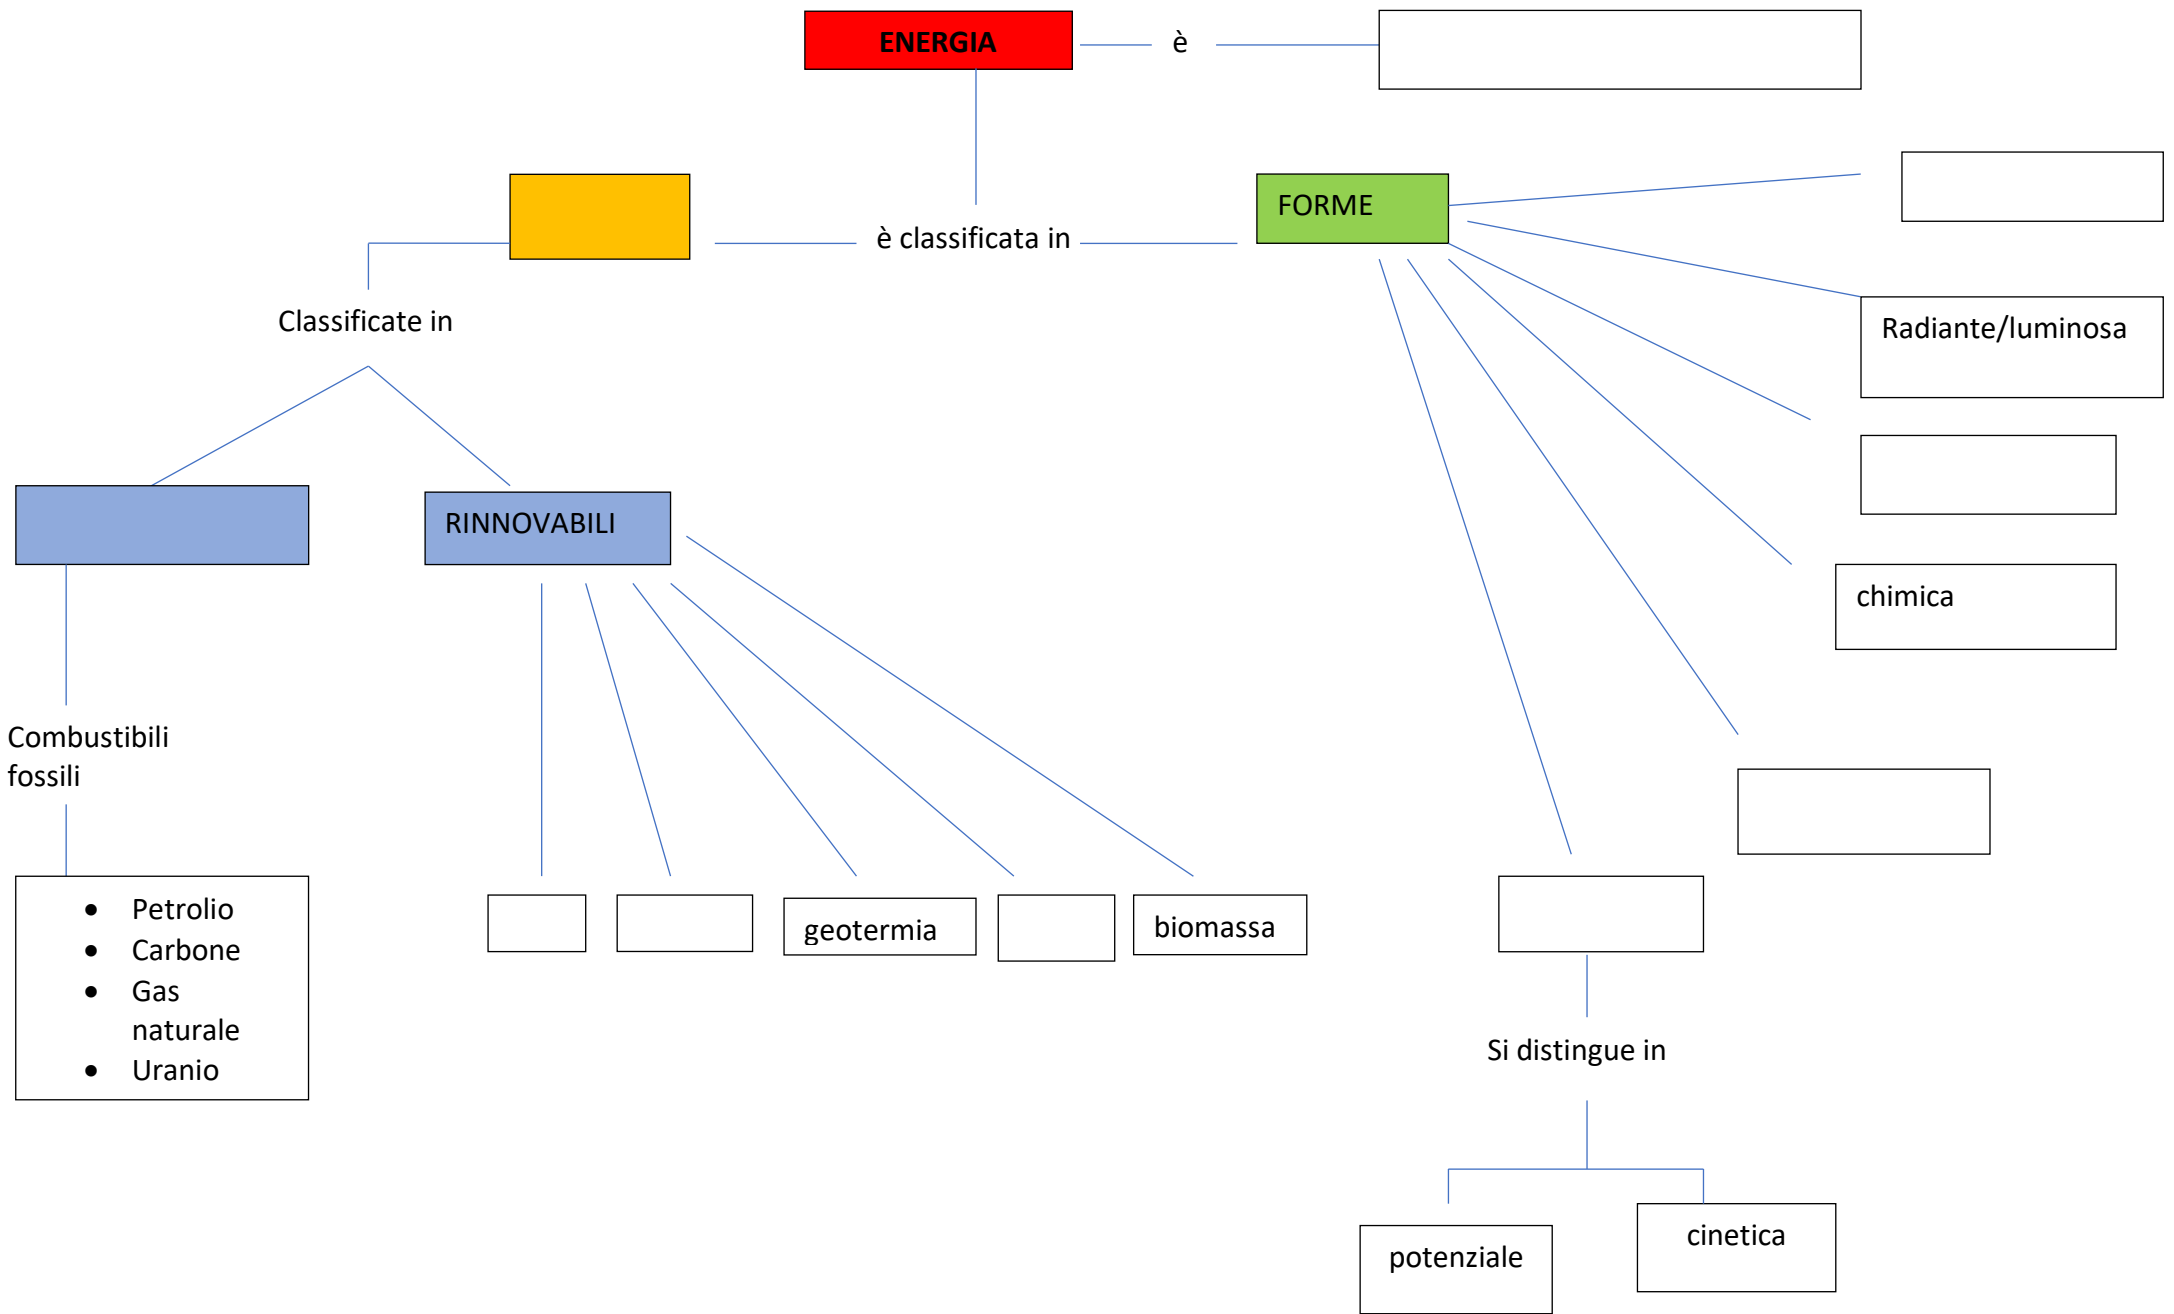 ENERGIA
è
FORME
è classificata in
Classificate in
Radiante/luminosa
RINNOVABILI
chimica
Combustibili
fossili
• Petrolio
• Carbone
• Gas
naturale
• Uranio
geotermia
biomassa
Si distingue in
potenziale
cinetica